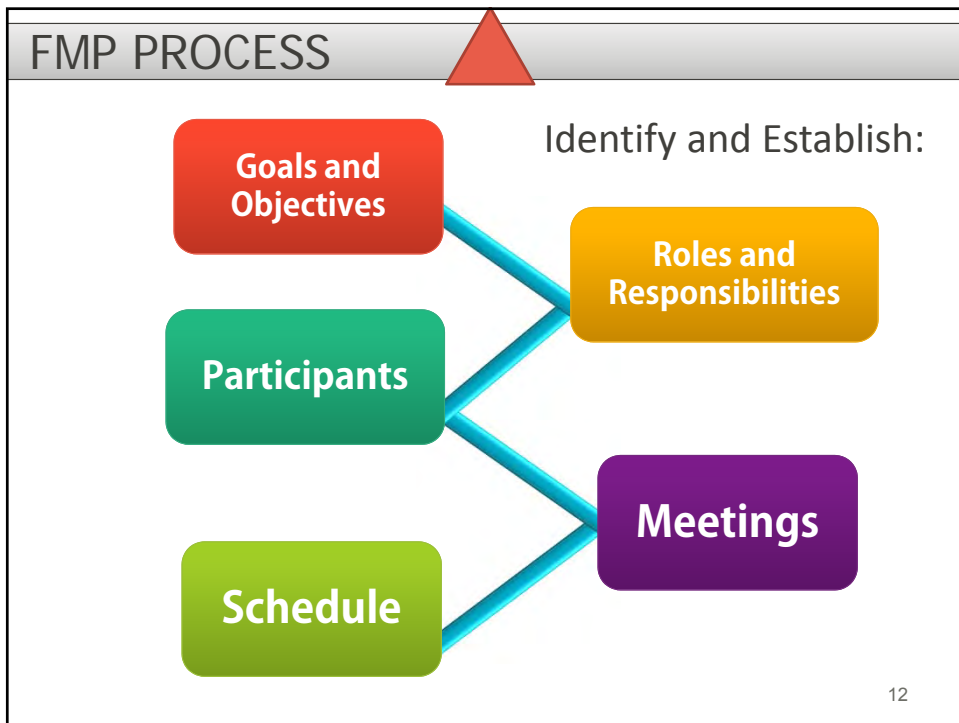 FMP PROCESS
Identify and Establish:
Goals and
Objectives
Roles and
Responsibilities
Participants
Meetings
Schedule
12